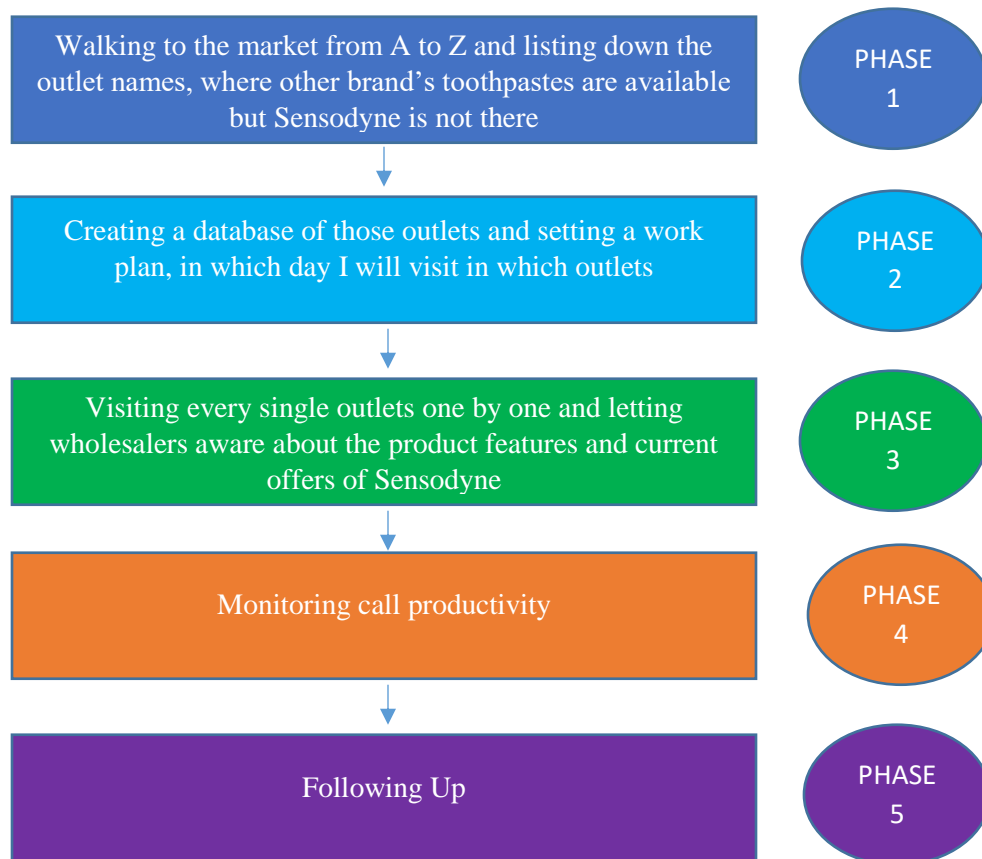 Walking to the market from A to Z and listing down the
outlet names, where other brand's toothpastes are available
but Sensodyne is not there
PHASE
1
Creating a database of those outlets and setting a work
plan, in which day I will visit in which outlets
PHASE
2
Visiting every single outlets one by one and letting
wholesalers aware about the product features and current
offers of Sensodyne
PHASE
3
Monitoring call productivity
PHASE
4
Following Up
PHASE
5